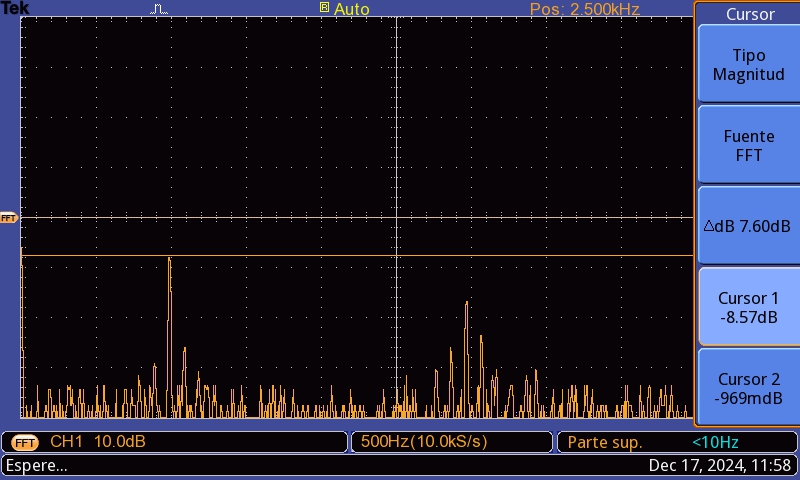 Tek Auto Pos: 2.500kHz
Cursor
Tipo
Magnitud
Fuente
FFT
△dB 7.60dB
Cursor 1
-8.57dB
Cursor 2
-969mdB
FFT
FFT CH1 10.0dB 500Hz(10.0kS/s) Parte sup. <10Hz
Espere... Dec 17, 2024, 11:58